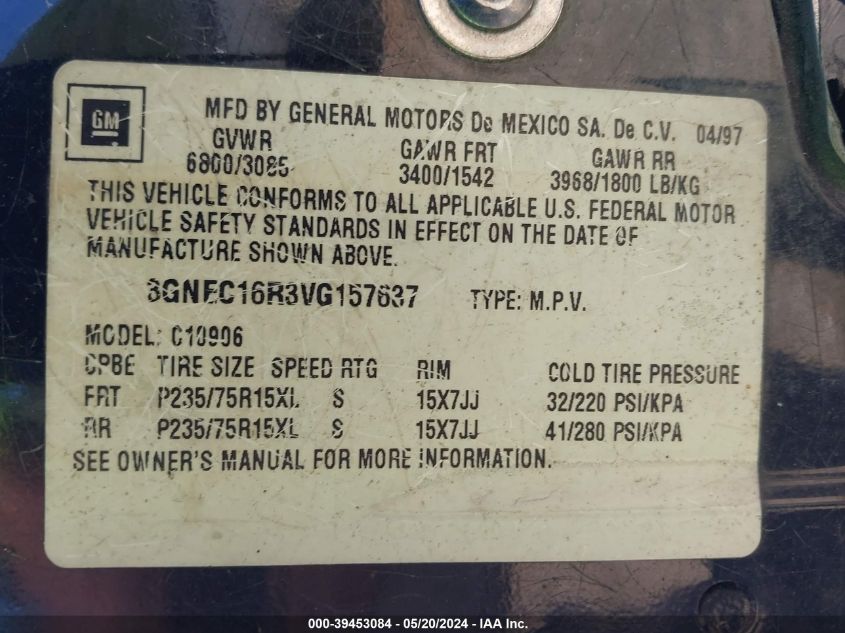 GM
MFD BY GENERAL MOTORS De MEXICO SA. De C.V. 04/97
GVWR GAWR FRT GAWR RR
6800/3085 3400/1542 3968/1800 LB/KG
THIS VEHICLE CONFORMS TO ALL APPLICABLE U.S. FEDERAL MOTOR
VEHICLE SAFETY STANDARDS IN EFFECT ON THE DATE OF
MANUFACTURE SHOWN ABOVE.
3GNEC16R3VG157637 TYPE: M.P.V.
MODEL: C10906
CPBE TIRE SIZE SPEED RTG RIM COLD TIRE PRESSURE
FRT P235/75R15XL S 15X7JJ 32/220 PSI/KPA
RR P235/75R15XL S 15X7JJ 41/280 PSI/KPA
SEE OWNER'S MANUAL FOR MORE INFORMATION.
000-39453084 - 05/20/2024 - IAA Inc.